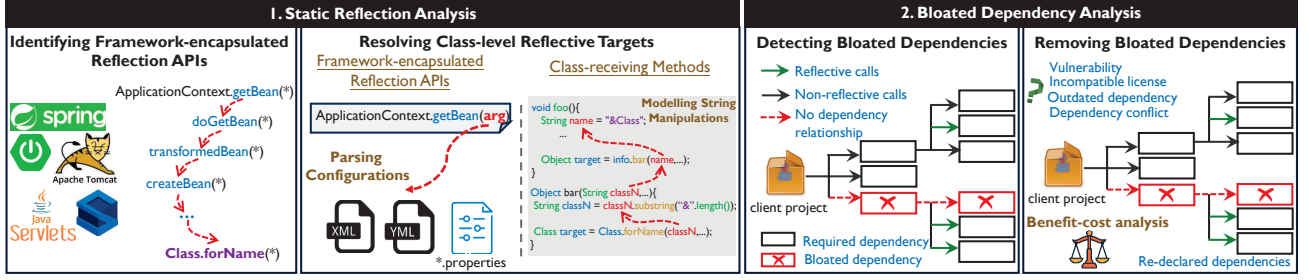 1. Static Reflection Analysis
2. Bloated Dependency Analysis
Identifying Framework-encapsulated
Reflection APIs
ApplicationContext.getBean(*)
doGetBean(*)
transformedBean(*)
createBean(*)
...
Class.forName(*)
spring
Apache Tomcat
Java
Servlets
Resolving Class-level Reflective Targets
Framework-encapsulated
Reflection APIs
ApplicationContext.getBean(arg)
Parsing
Configurations
XML
YML
*.properties
Class-receiving Methods
Modelling String
Manipulations
void foo(){
String name = "&Class";
...
Object target = info.bar(name,...);
}
Object bar(String classN,...){
String classN = classN.substring("&".length());
Class target = Class.forName(classN,...);
}
Detecting Bloated Dependencies
Reflective calls
Non-reflective calls
No dependency
relationship
client project
Required dependency
Bloated dependency
Removing Bloated Dependencies
?
Vulnerability
Incompatible license
Outdated dependency
Dependency conflict
client project
Benefit-cost analysis
Re-declared dependencies